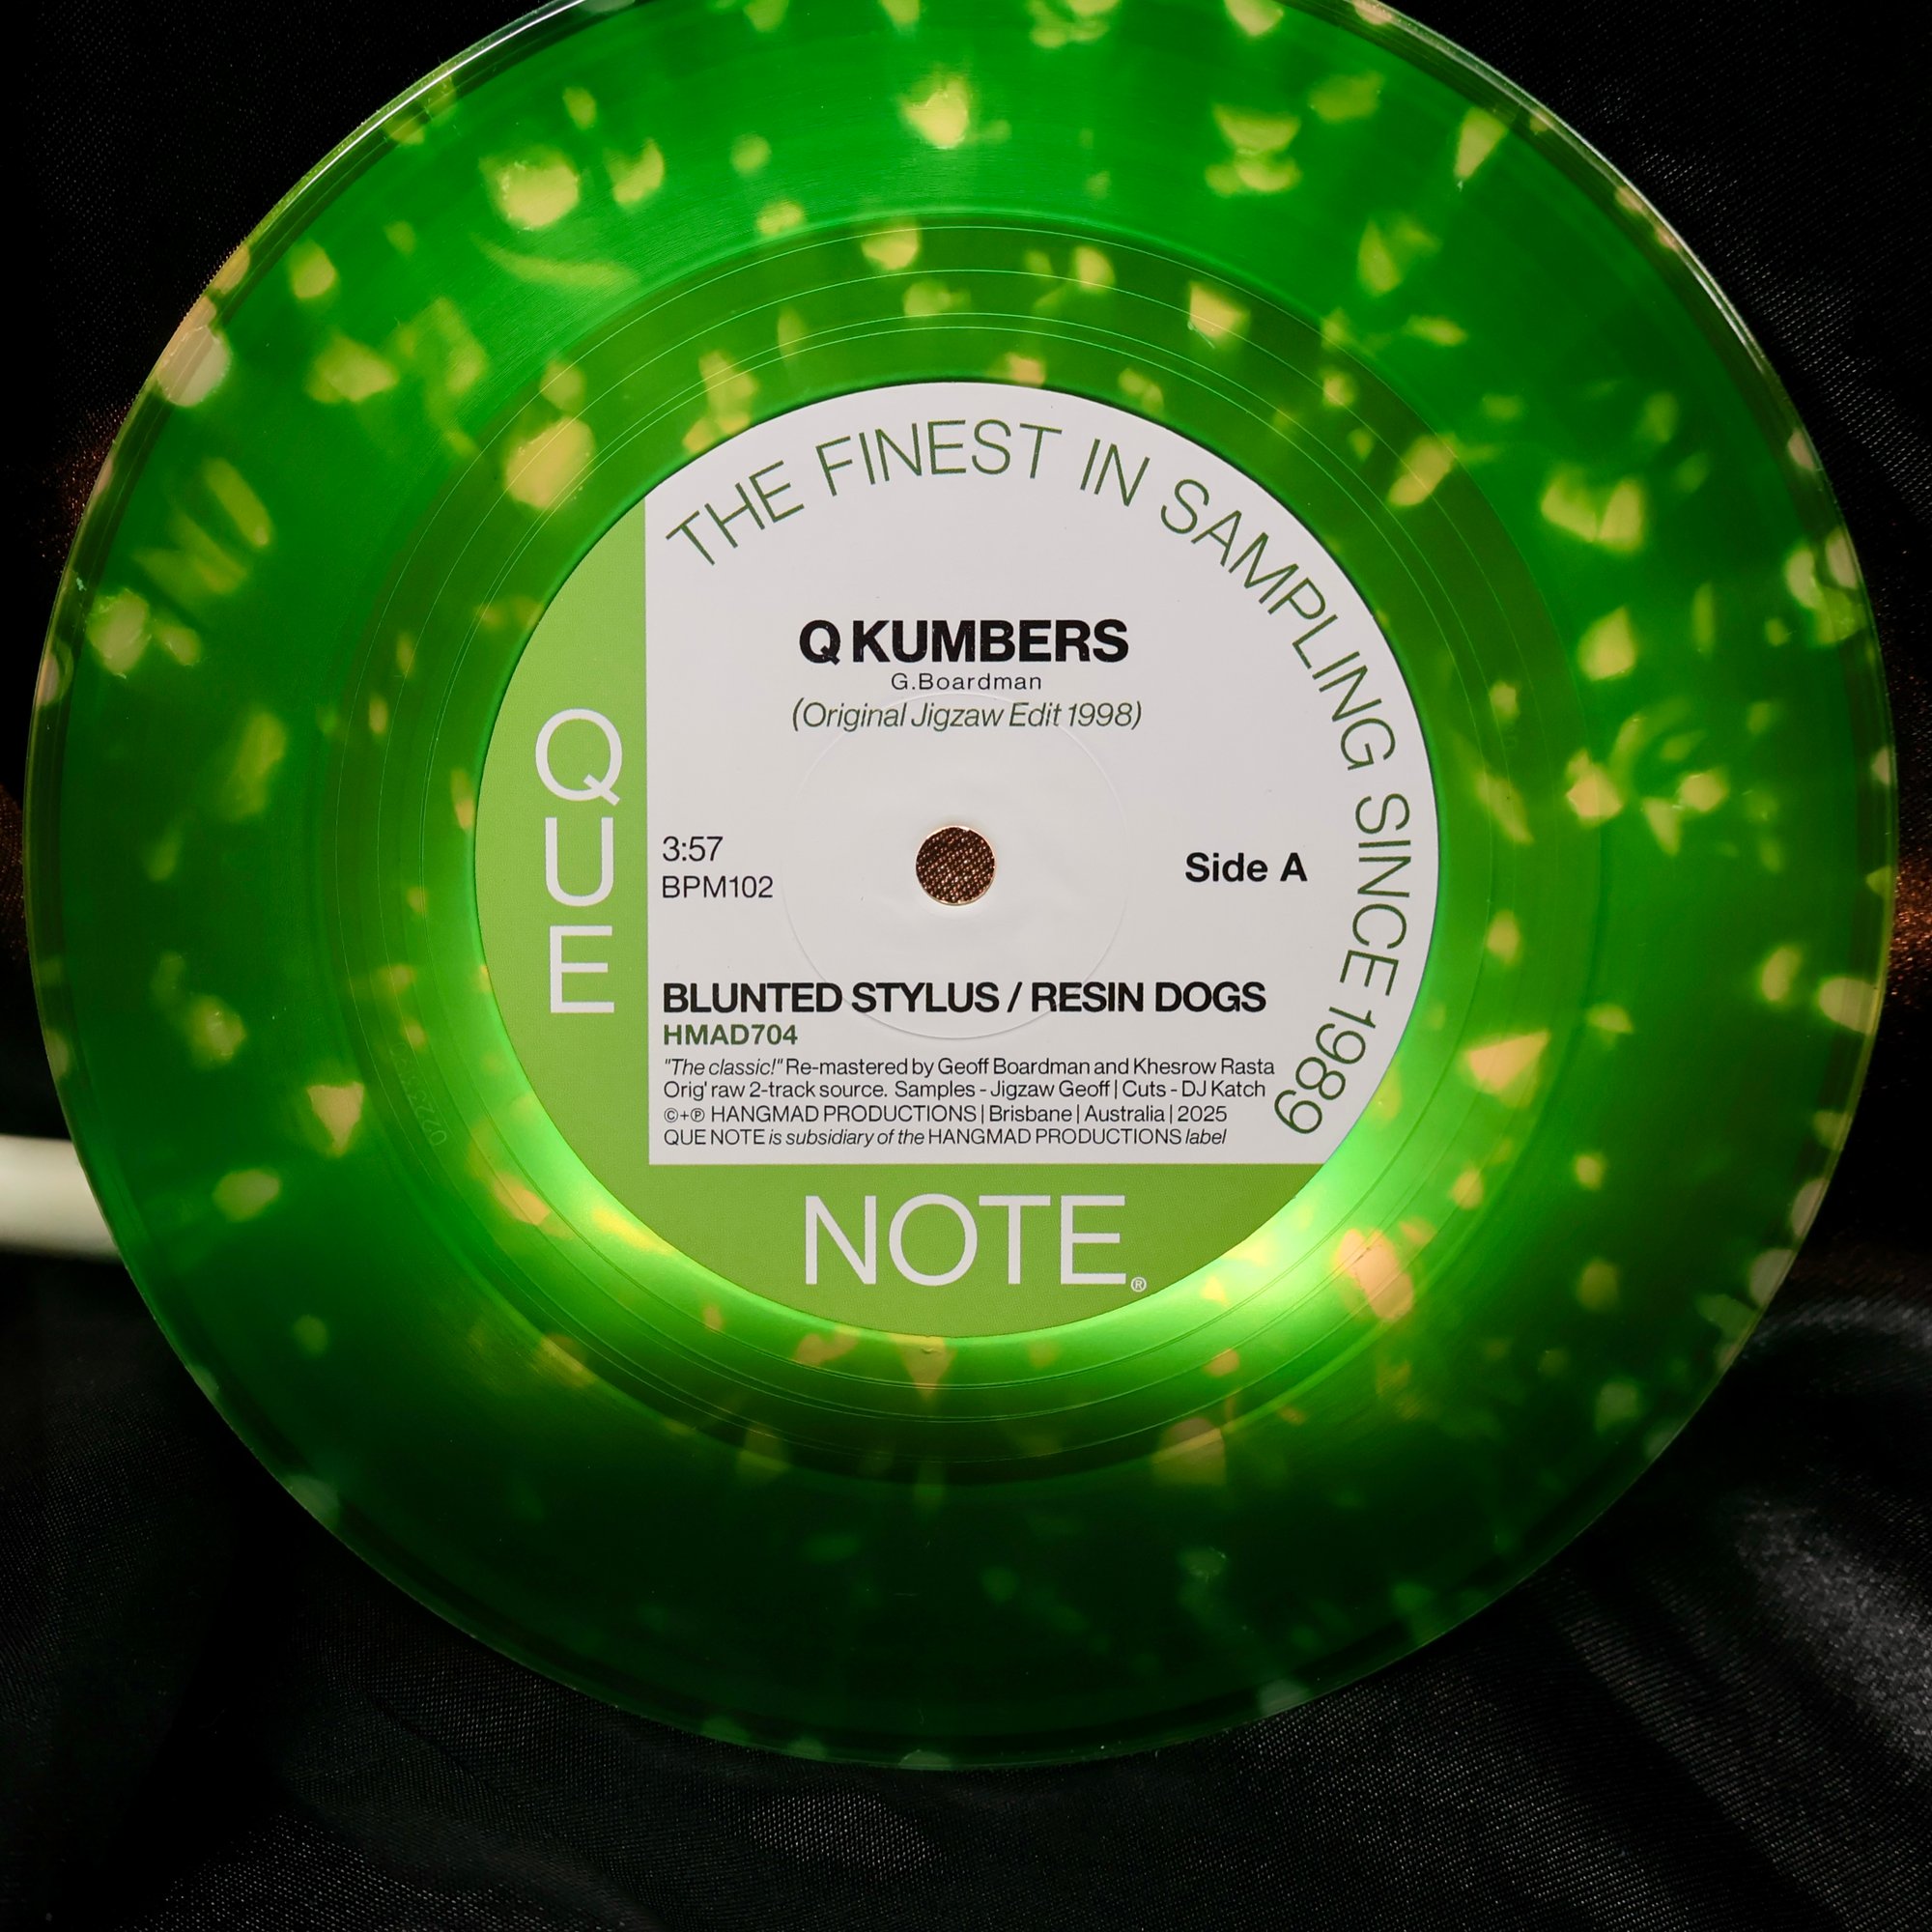 THE FINEST IN SAMPLING SINCE 1989
Q KUMBERS
G.Boardman
(Original Jigzaw Edit 1998)
3:57
BPM102
Side A
BLUNTED STYLUS / RESIN DOGS
HMAD704
"The classic!" Re-mastered by Geoff Boardman and Khesrow Rasta
Orig' raw 2-track source. Samples - Jigzaw Geoff | Cuts - DJ Katch
©+℗ HANGMAD PRODUCTIONS | Brisbane | Australia | 2025
QUE NOTE is subsidiary of the HANGMAD PRODUCTIONS label
QUE
NOTE®